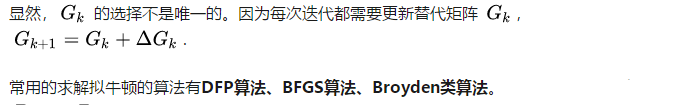 显然，G_k 的选择不是唯一的。因为每次迭代都需要更新替代矩阵 G_k，
G_{k+1} = G_k + ΔG_k .
常用的求解拟牛顿的算法有DFP算法、BFGS算法、Broyden类算法。